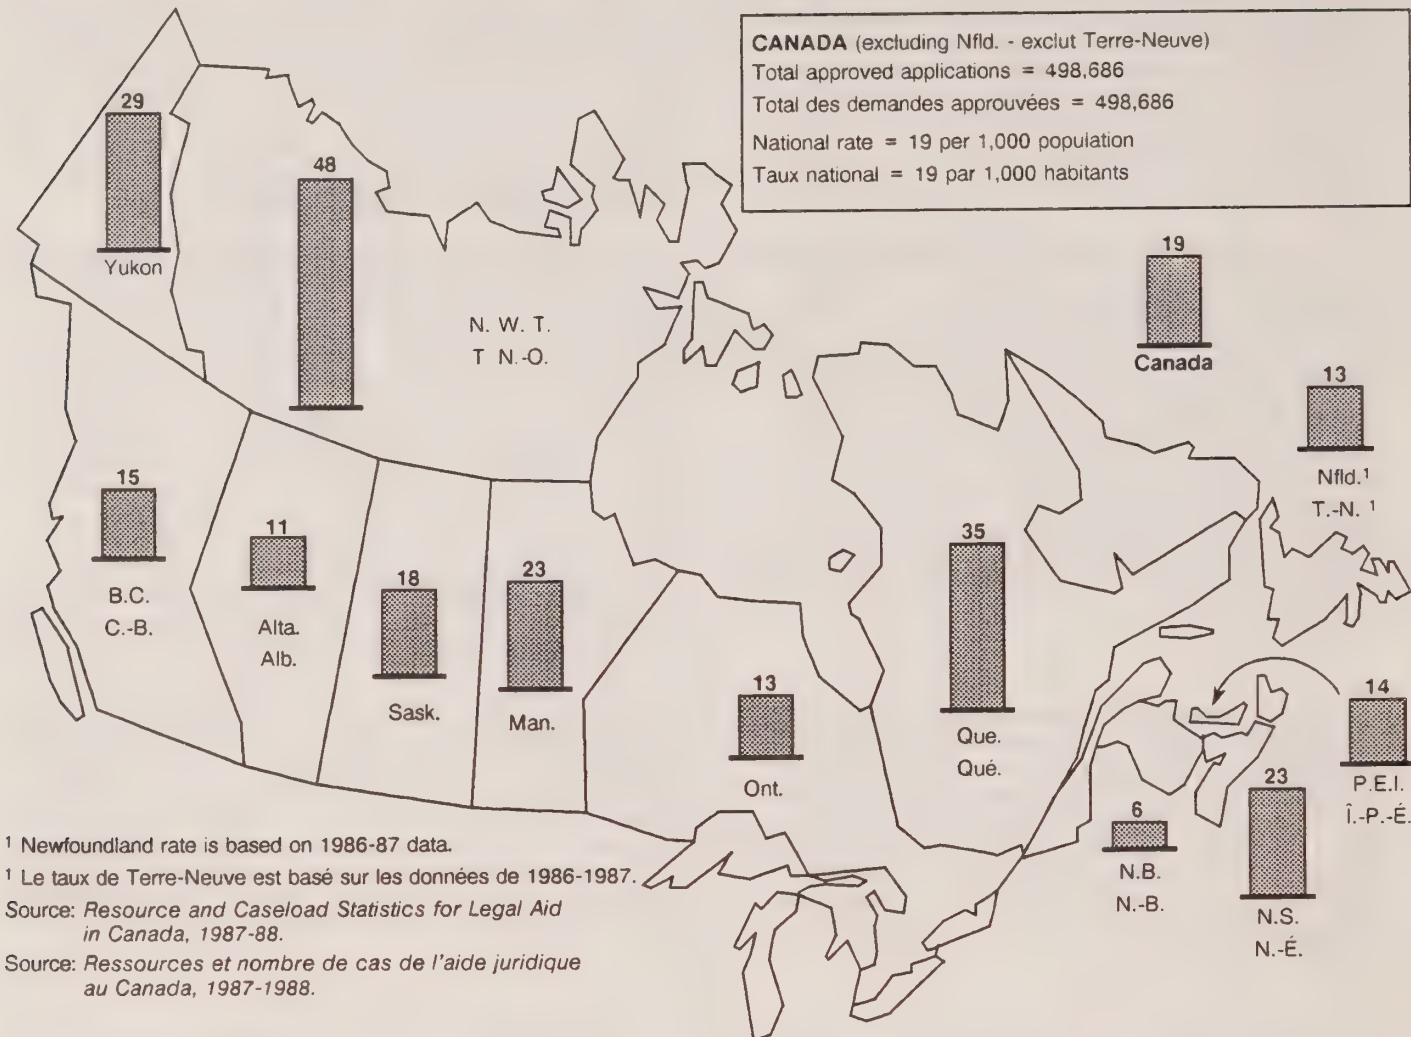 CANADA (excluding Nfld. - exclut Terre-Neuve)
Total approved applications = 498,686
Total des demandes approuvées = 498,686
National rate = 19 per 1,000 population
Taux national = 19 par 1,000 habitants
29
Yukon
48
N. W. T.
T N.-O.
19
Canada
13
Nfld.¹
T.-N. ¹
15
B.C.
C.-B.
11
Alta.
Alb.
18
Sask.
23
Man.
13
Ont.
35
Que.
Qué.
14
P.E.I.
Î.-P.-É.
6
N.B.
N.-B.
23
N.S.
N.-É.
¹ Newfoundland rate is based on 1986-87 data.
¹ Le taux de Terre-Neuve est basé sur les données de 1986-1987.
Source: Resource and Caseload Statistics for Legal Aid
in Canada, 1987-88.
Source: Ressources et nombre de cas de l'aide juridique
au Canada, 1987-1988.